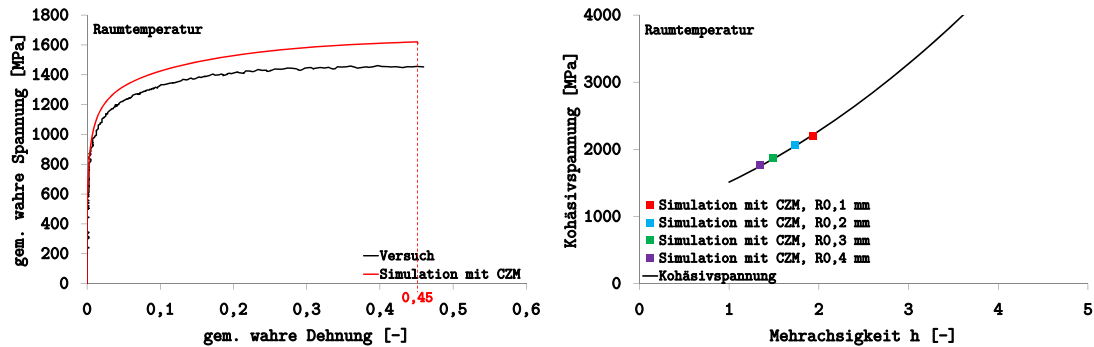 1800
1600
1400
1200
1000
800
600
400
200
0
gem. wahre Spannung [MPa]
Raumtemperatur
Versuch
Simulation mit CZM
0,45
0 0,1 0,2 0,3 0,4 0,5 0,6
gem. wahre Dehnung [-]
4000
3000
2000
1000
0
Kohäsivspannung [MPa]
Raumtemperatur
Simulation mit CZM, R0,1 mm
Simulation mit CZM, R0,2 mm
Simulation mit CZM, R0,3 mm
Simulation mit CZM, R0,4 mm
Kohäsivspannung
0 1 2 3 4 5
Mehrachsigkeit h [-]